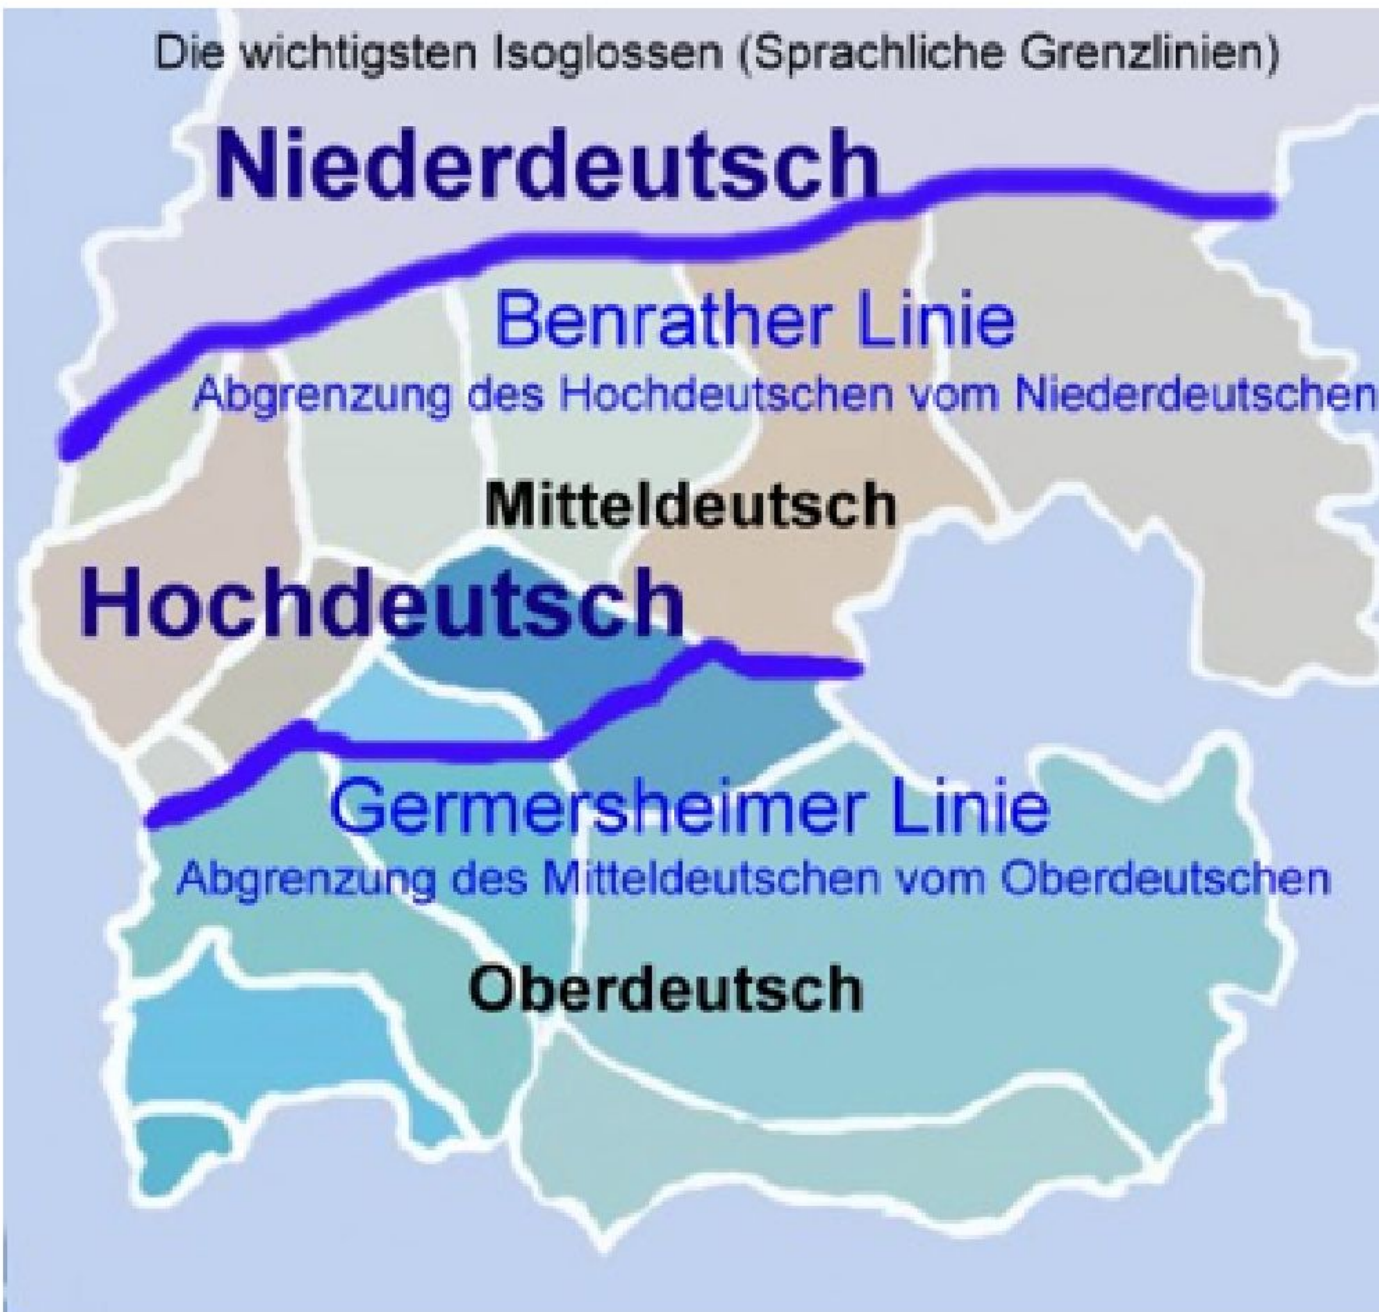 Die wichtigsten Isoglossen (Sprachliche Grenzlinien)
Niederdeutsch
Benrather Linie
Abgrenzung des Hochdeutschen vom Niederdeutschen
Mitteldeutsch
Hochdeutsch
Germersheimer Linie
Abgrenzung des Mitteldeutschen vom Oberdeutschen
Oberdeutsch